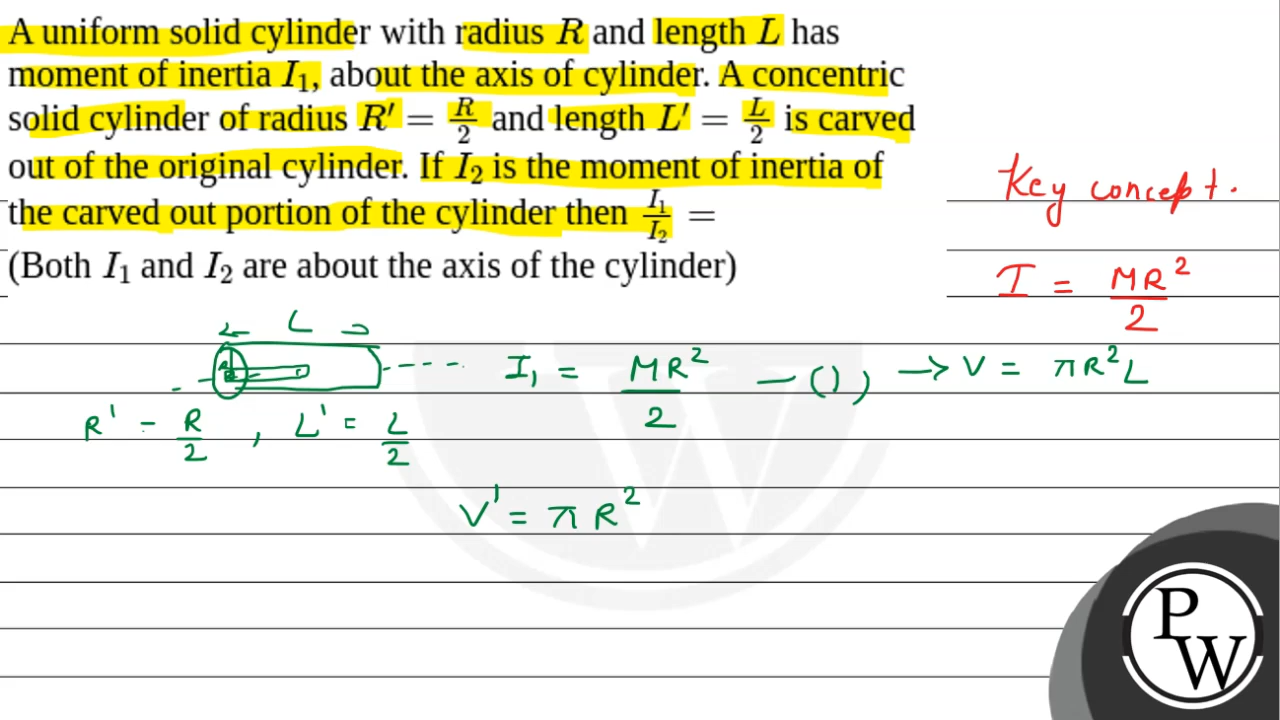 A uniform solid cylinder with radius R and length L has
moment of inertia I₁, about the axis of cylinder. A concentric
solid cylinder of radius R′ = R/2 and length L′ = L/2 is carved
out of the original cylinder. If I₂ is the moment of inertia of
the carved out portion of the cylinder then I₁/I₂ =
(Both I₁ and I₂ are about the axis of the cylinder)
Key concept.
I = MR²/2
L
I₁ = MR²/2 — (1) → V = πR²L
R' = R/2 , L' = L/2
V' = πR²
PW